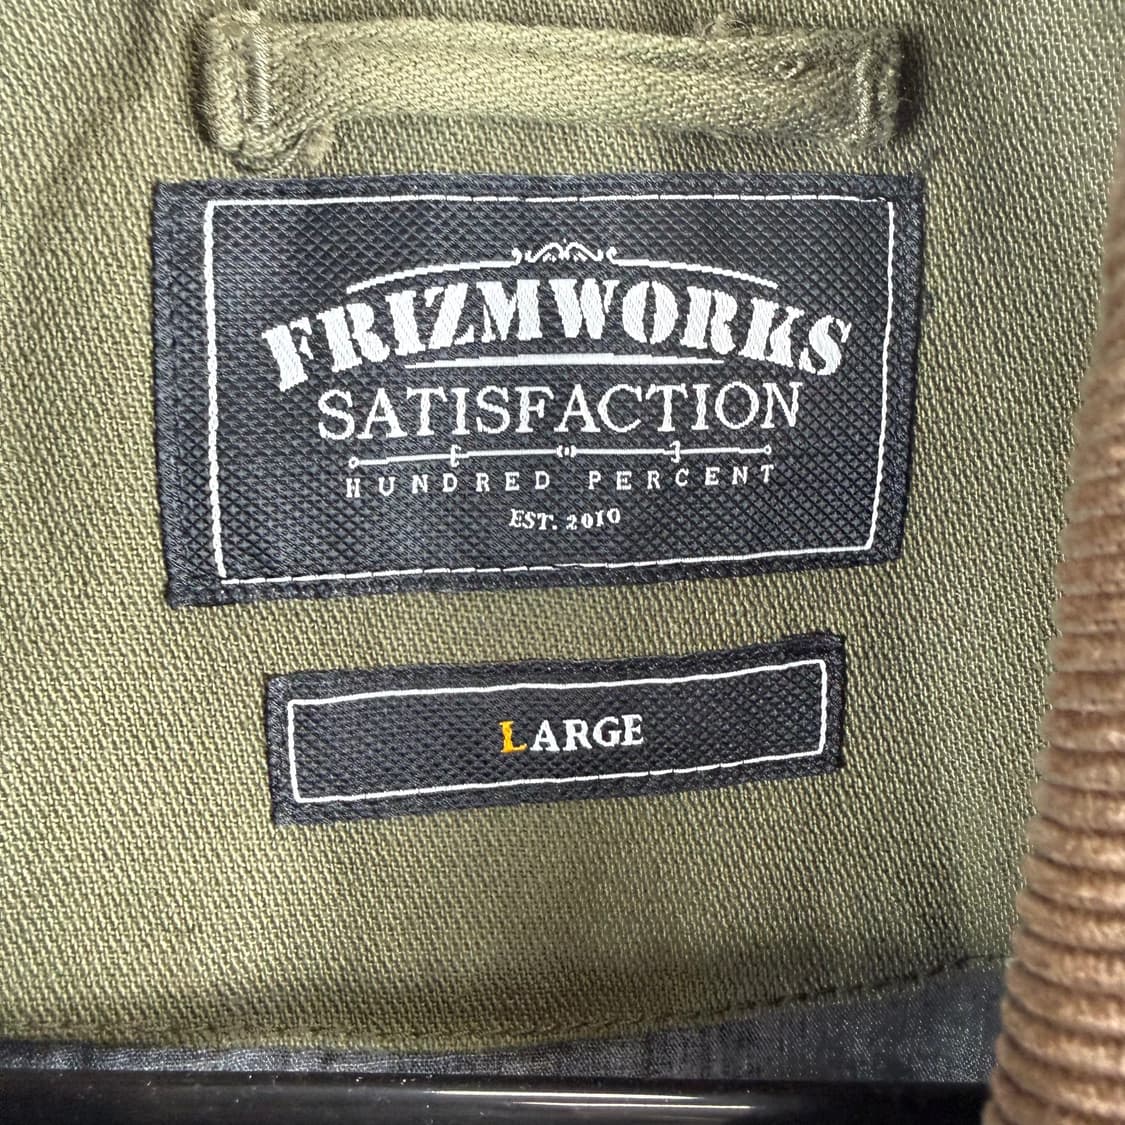 FRIZMWORKS
SATISFACTION
HUNDRED PERCENT
EST. 2010
LARGE